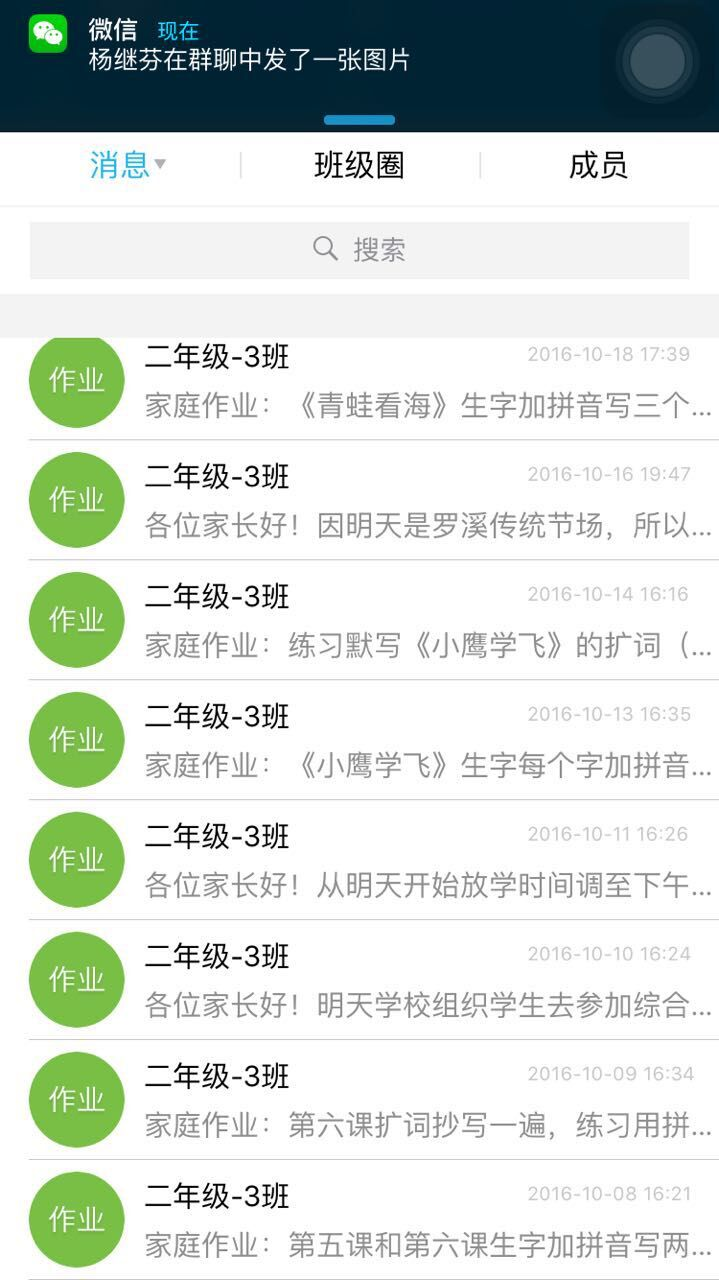 微信 现在
杨继芬在群聊中发了一张图片
消息 班级圈 成员
搜索
作业 二年级-3班 2016-10-18 17:39
家庭作业：《青蛙看海》生字加拼音写三个...
作业 二年级-3班 2016-10-16 19:47
各位家长好！因明天是罗溪传统节场，所以...
作业 二年级-3班 2016-10-14 16:16
家庭作业：练习默写《小鹰学飞》的扩词（...
作业 二年级-3班 2016-10-13 16:35
家庭作业：《小鹰学飞》生字每个字加拼音...
作业 二年级-3班 2016-10-11 16:26
各位家长好！从明天开始放学时间调至下午...
作业 二年级-3班 2016-10-10 16:24
各位家长好！明天学校组织学生去参加综合...
作业 二年级-3班 2016-10-09 16:34
家庭作业：第六课扩词抄写一遍，练习用拼...
作业 二年级-3班 2016-10-08 16:21
家庭作业：第五课和第六课生字加拼音写两...